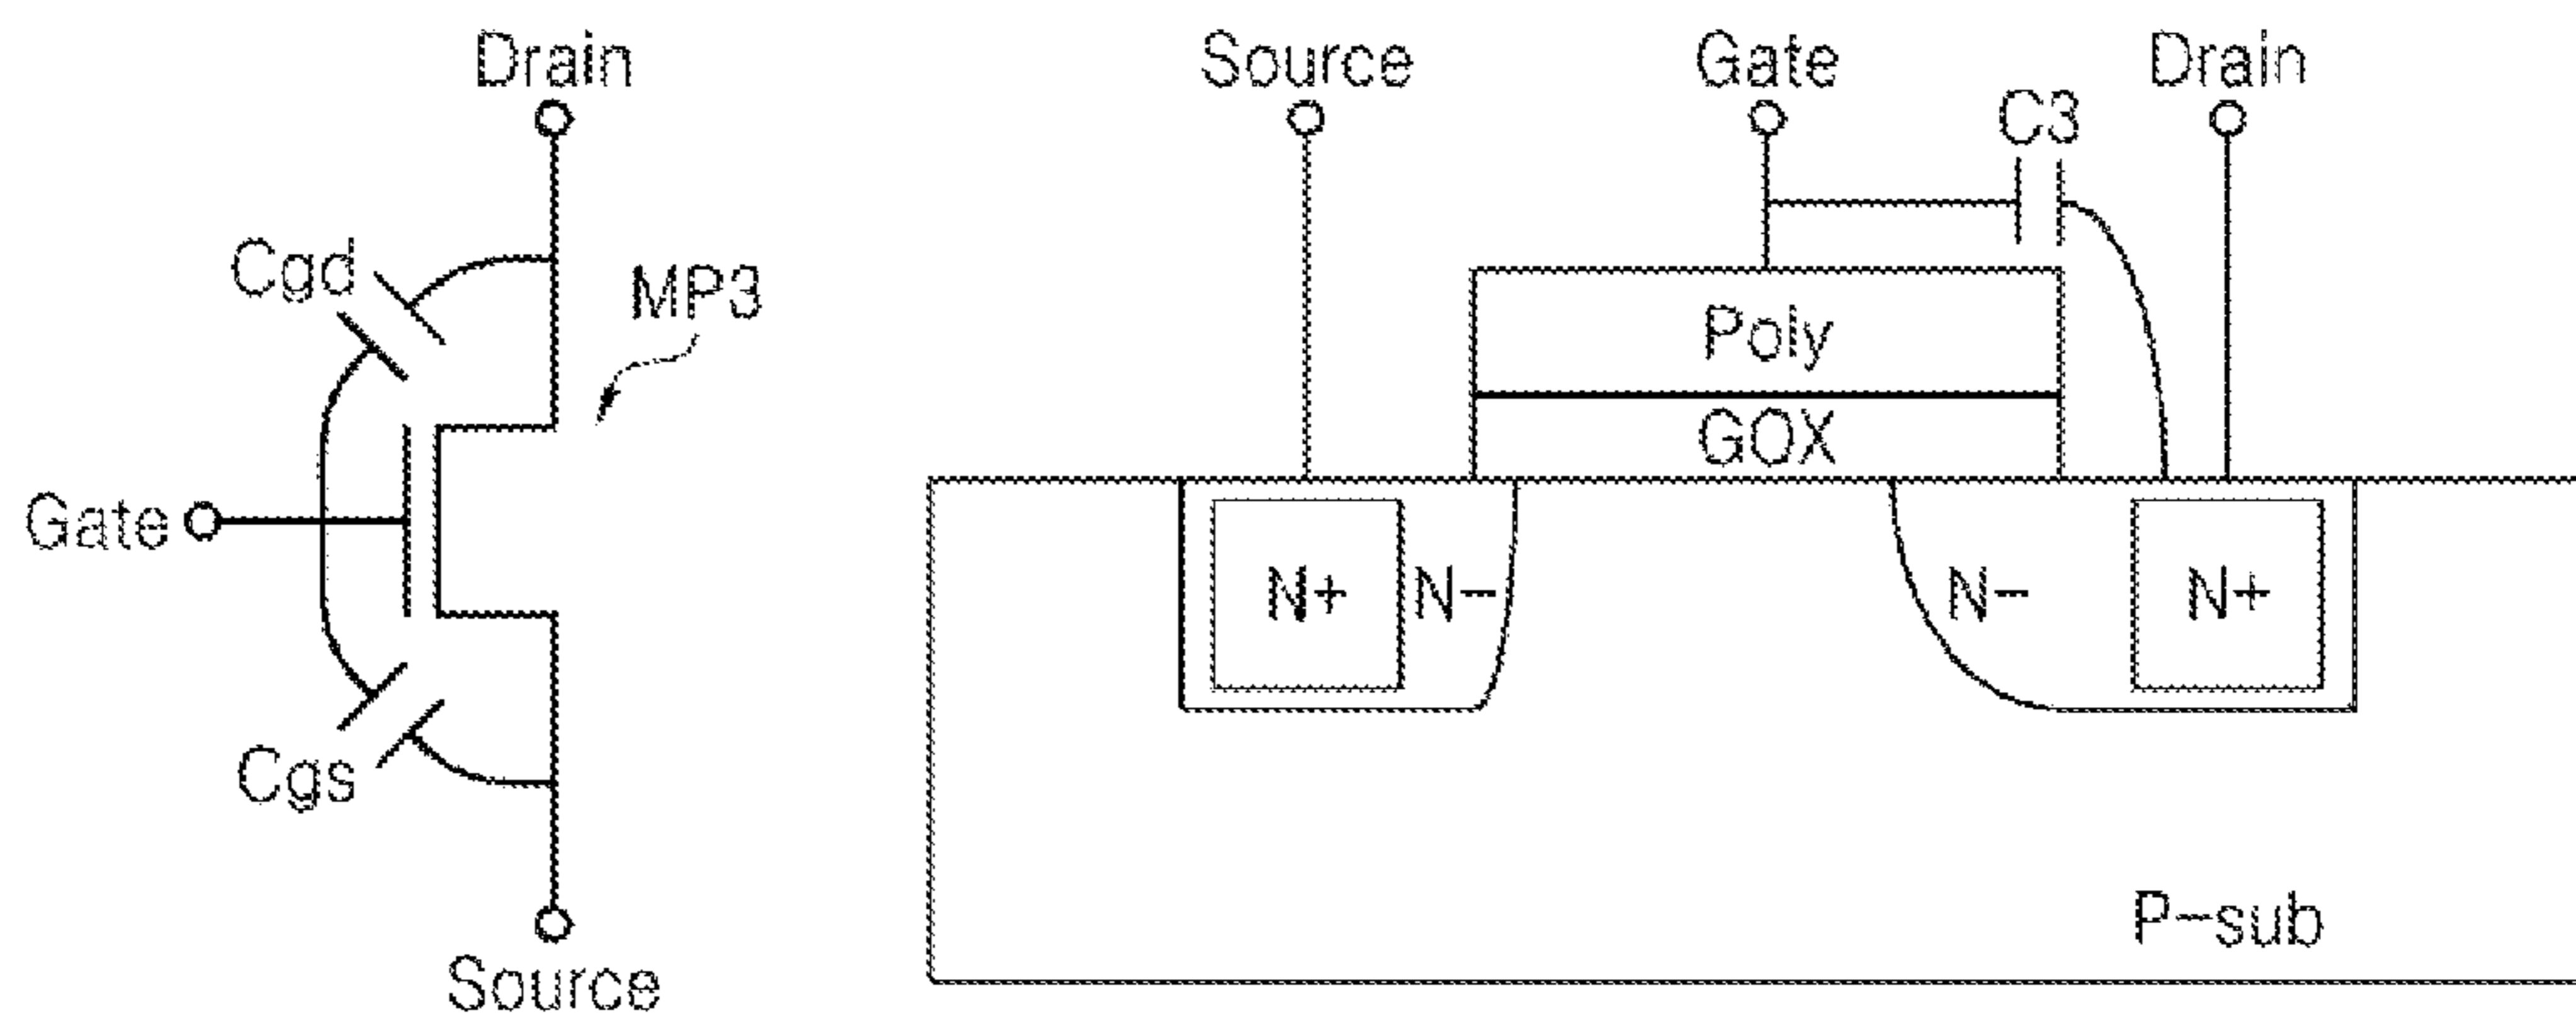 Drain
Cgd
MP3
Gate
Cgs
Source
Source
Gate
Drain
C3
Poly
GOX
N+
N-
N-
N+
P-sub